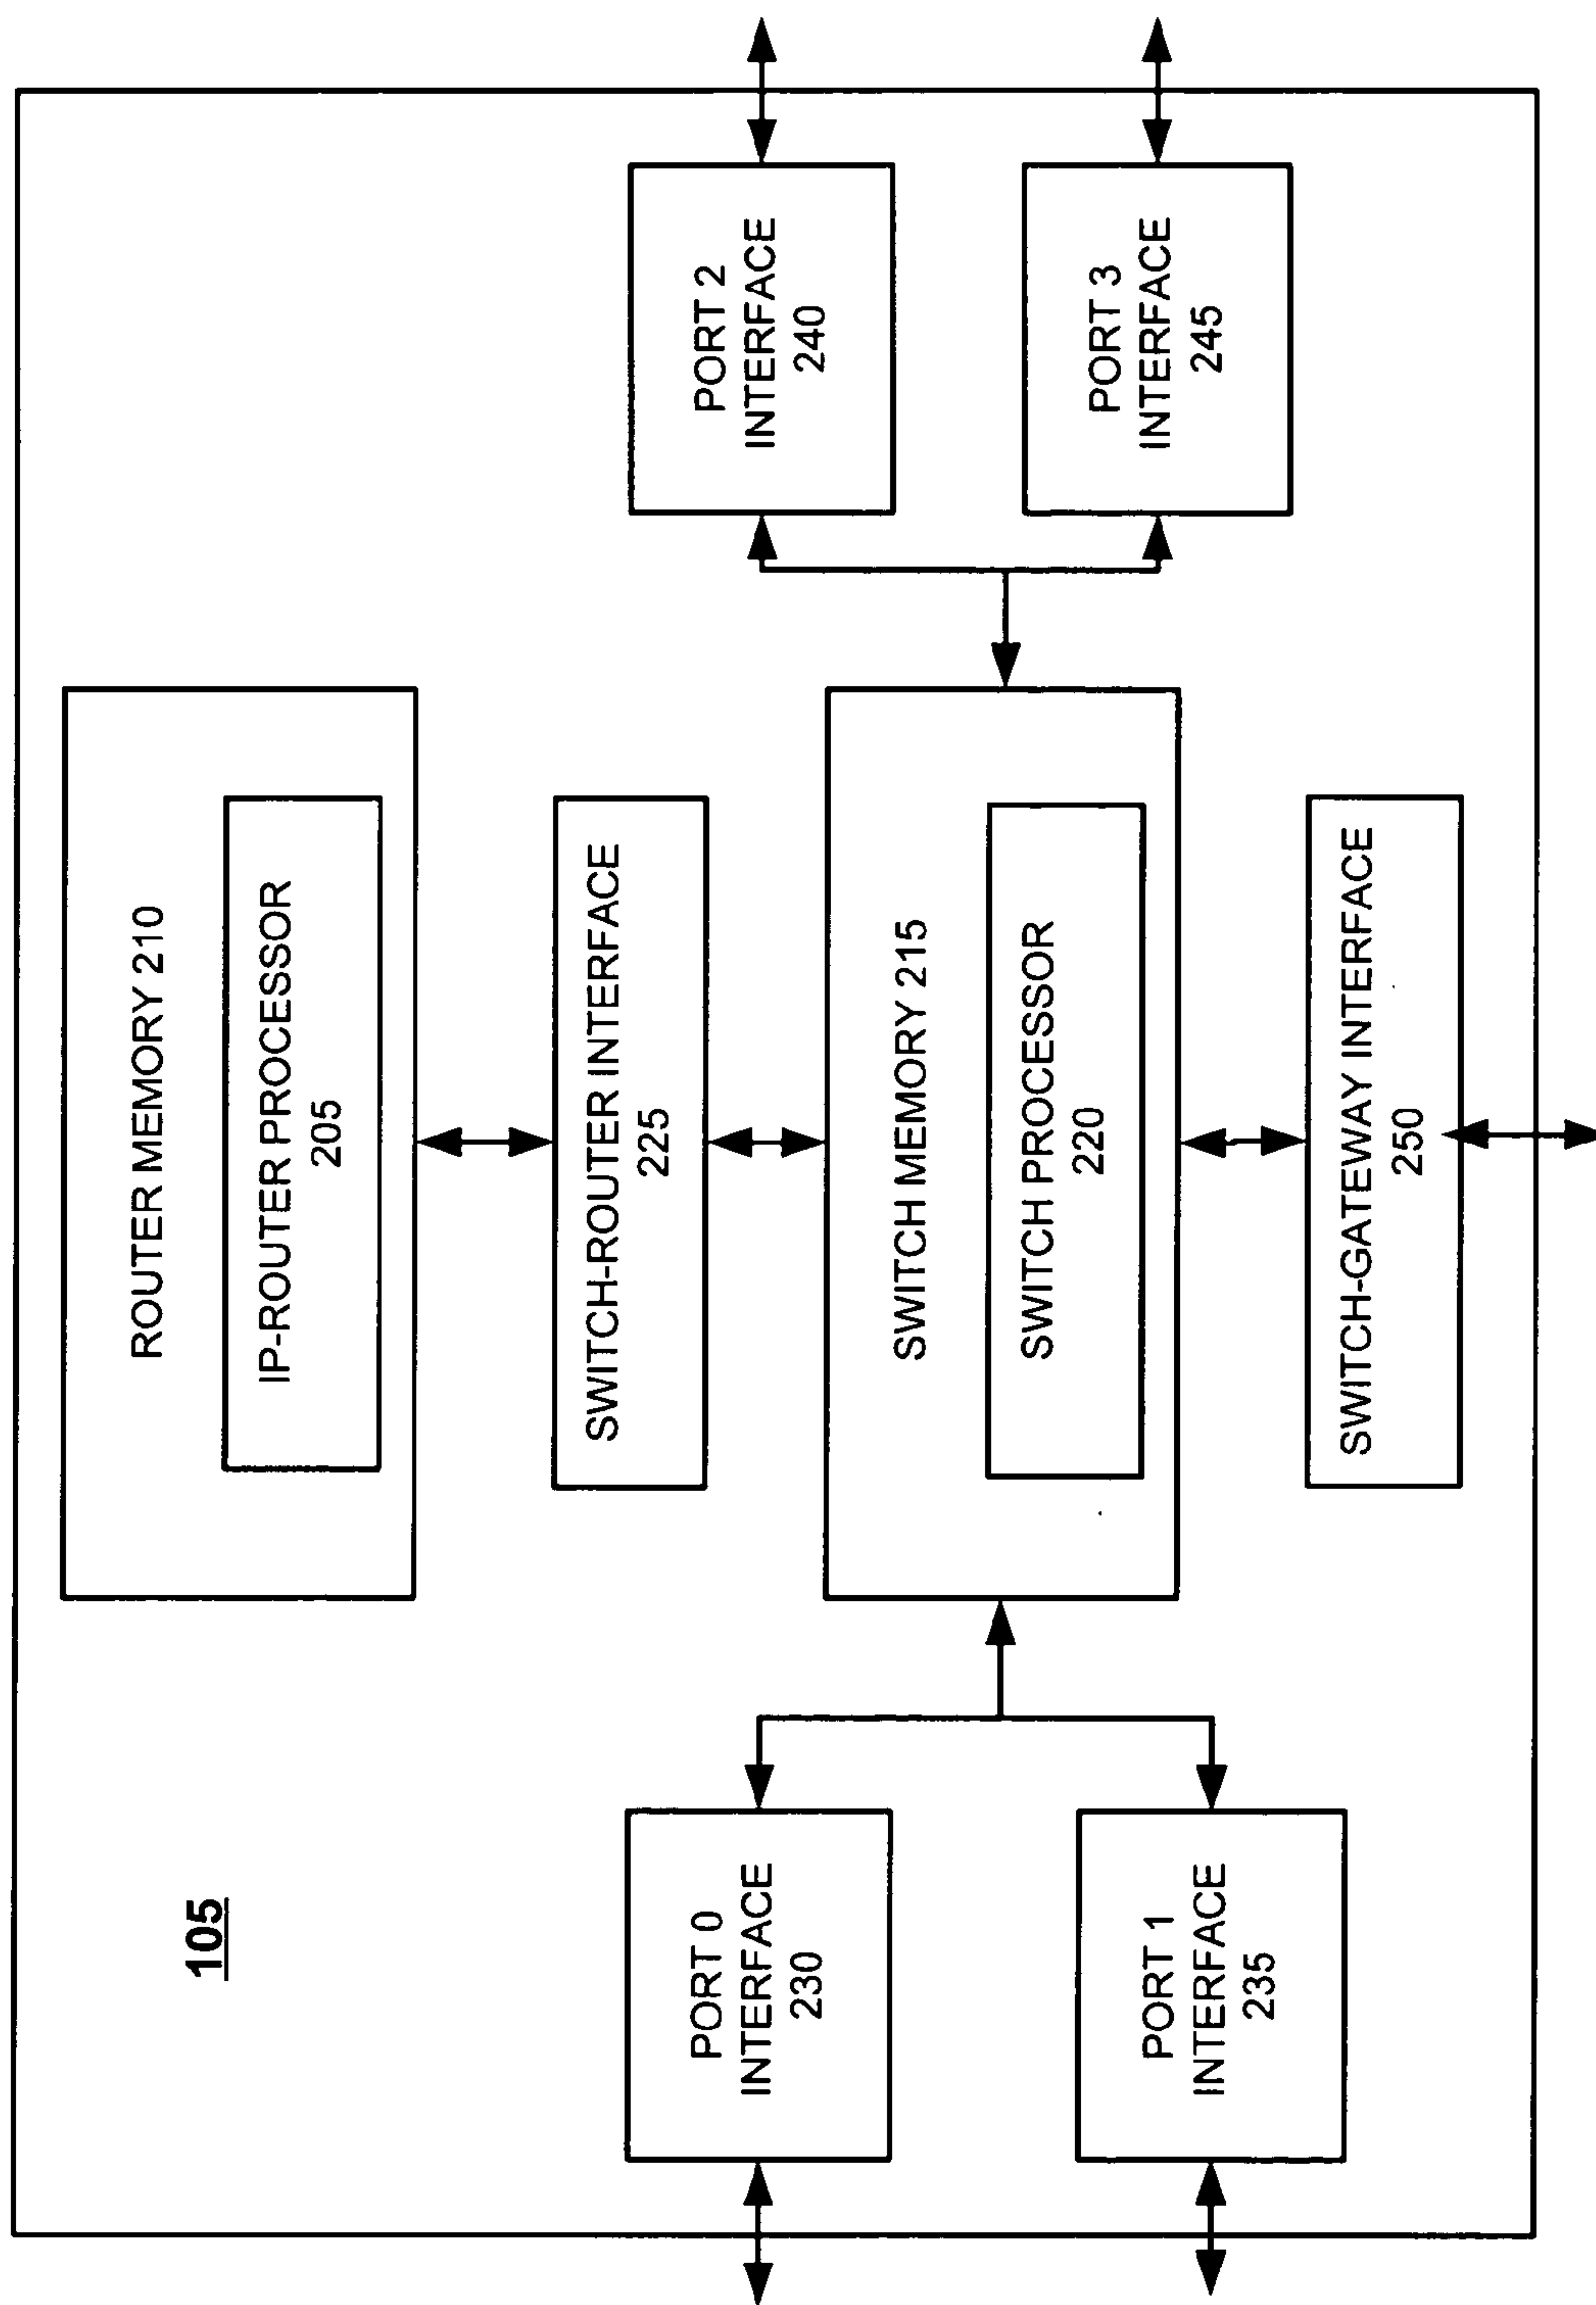 105
ROUTER MEMORY 210
IP-ROUTER PROCESSOR
205
SWITCH-ROUTER INTERFACE
225
PORT 0
INTERFACE
230
PORT 1
INTERFACE
235
SWITCH MEMORY 215
SWITCH PROCESSOR
220
PORT 2
INTERFACE
240
PORT 3
INTERFACE
245
SWITCH-GATEWAY INTERFACE
250